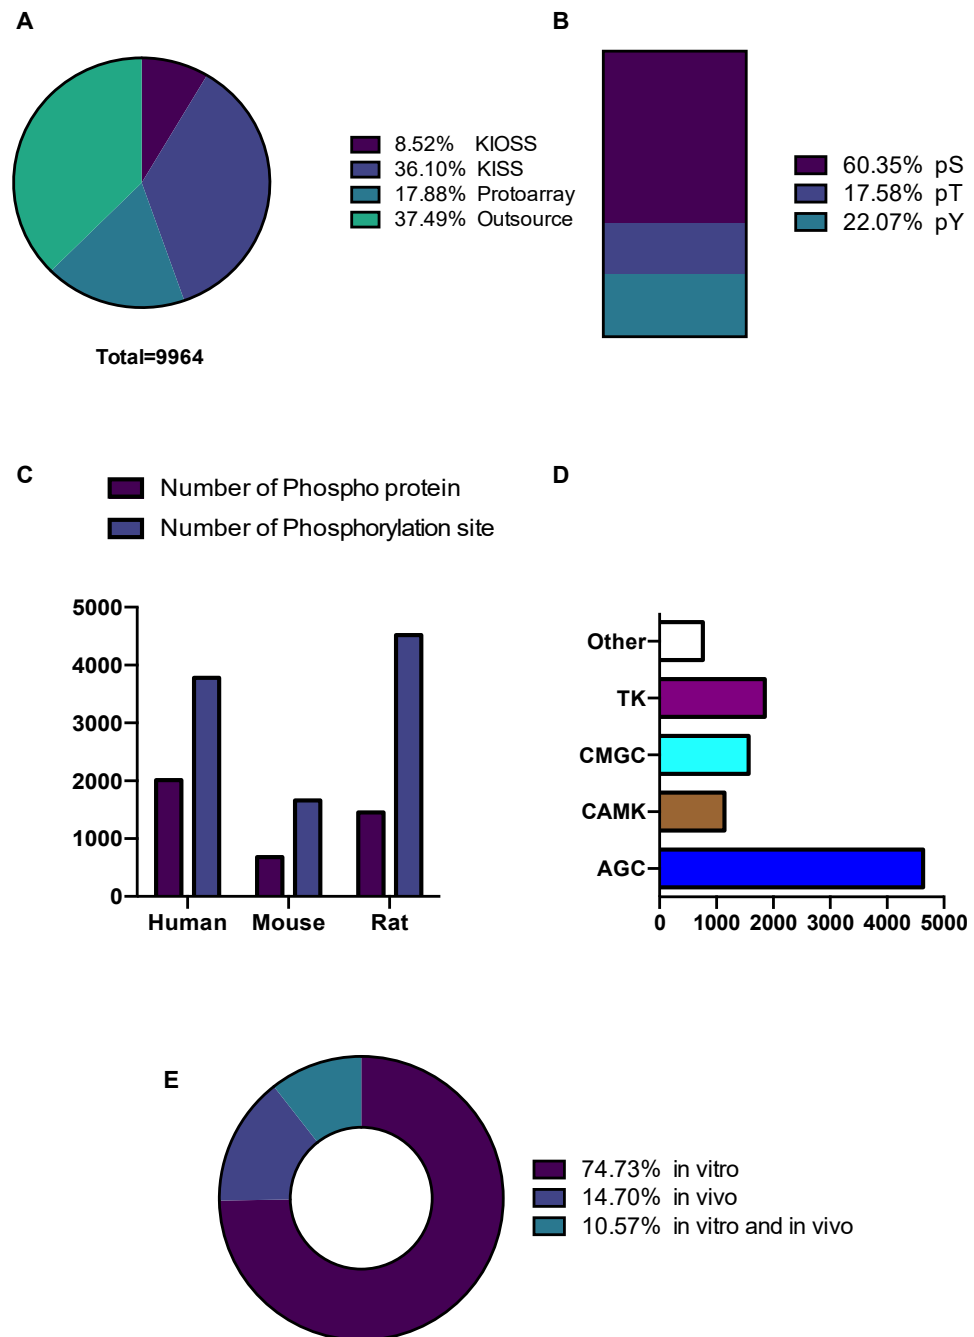 A
8.52% KIOSS
36.10% KISS
17.88% Protoarray
37.49% Outsource
Total=9964
B
60.35% pS
17.58% pT
22.07% pY
C
Number of Phospho protein
Number of Phosphorylation site
5000
4000
3000
2000
1000
0
Human Mouse Rat
D
Other
TK
CMGC
CAMK
AGC
0 1000 2000 3000 4000 5000
E
74.73% in vitro
14.70% in vivo
10.57% in vitro and in vivo